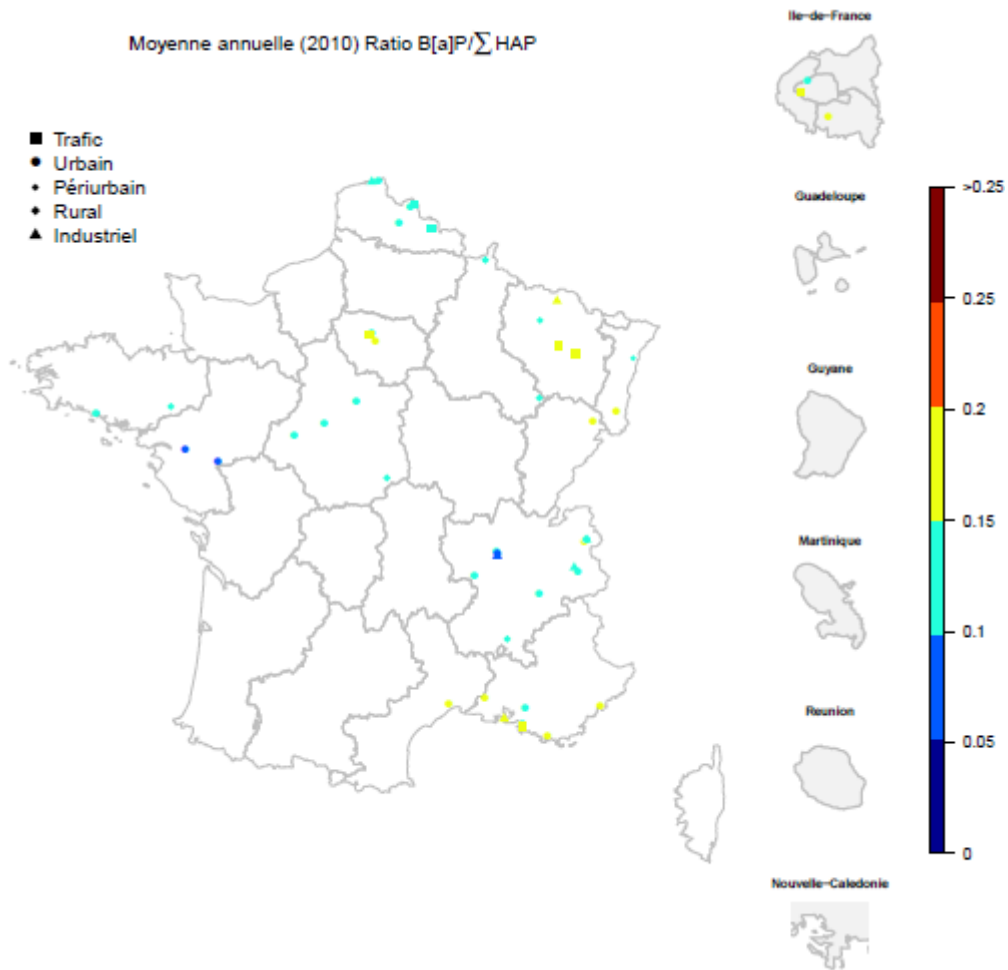 Moyenne annuelle (2010) Ratio B[a]P/∑HAP
Trafic
Urbain
Périurbain
Rural
Industriel
Ile-de-France
Guadeloupe
Guyane
Martinique
Reunion
Nouvelle-Caledonie
>0.25
0.25
0.2
0.15
0.1
0.05
0